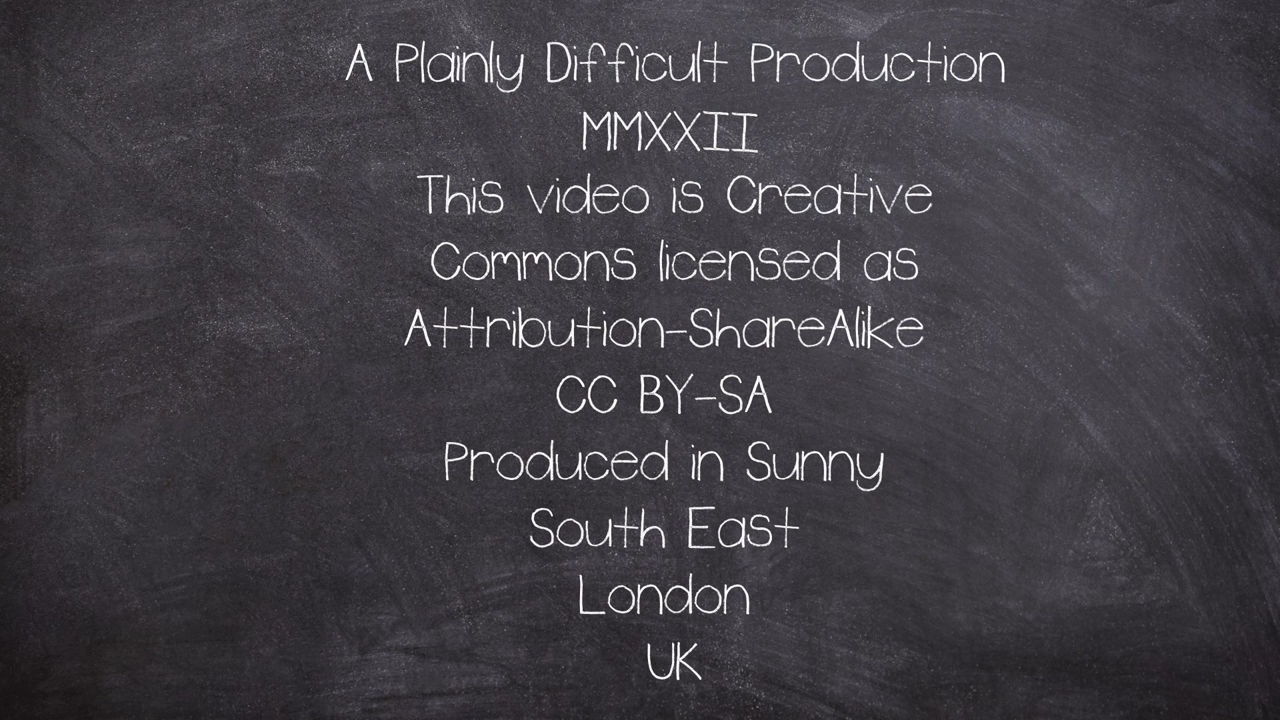 A Plainly Difficult Production
MMXXII
This video is Creative
Commons licensed as
Attribution-ShareAlike
CC BY-SA
Produced in Sunny
South East
London
UK